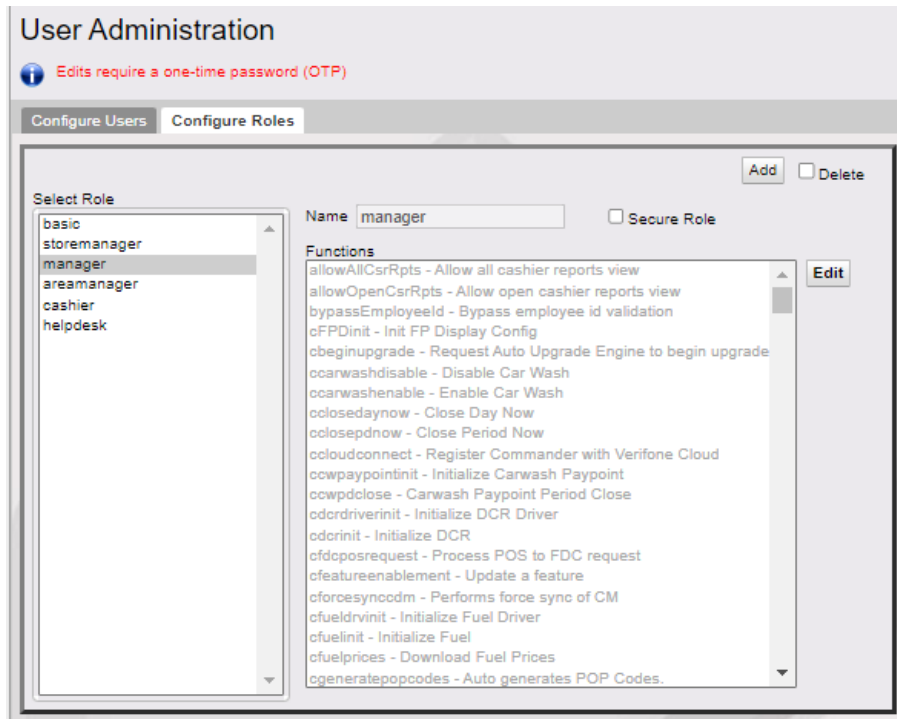 User Administration
Edits require a one-time password (OTP)
Configure Users
Configure Roles
Add
Delete
Select Role
basic
storemanager
manager
areamanager
cashier
helpdesk
Name manager
Secure Role
Functions
Edit
allowAllCsrRpts - Allow all cashier reports view
allowOpenCsrRpts - Allow open cashier reports view
bypassEmployeeId - Bypass employee id validation
cFPDinit - Init FP Display Config
cbeginupgrade - Request Auto Upgrade Engine to begin upgrade
ccarwashdisable - Disable Car Wash
ccarwashenable - Enable Car Wash
cclosedaynow - Close Day Now
cclosepdnow - Close Period Now
ccloudconnect - Register Commander with Verifone Cloud
ccwpaypointinit - Initialize Carwash Paypoint
ccwpdclose - Carwash Paypoint Period Close
cdcrdriverinit - Initialize DCR Driver
cdcrinit - Initialize DCR
cfdcposrequest - Process POS to FDC request
cfeatureenablement - Update a feature
cforcesynccdm - Performs force sync of CM
cfueldrvinit - Initialize Fuel Driver
cfuelinit - Initialize Fuel
cfuelprices - Download Fuel Prices
cgeneratepopcodes - Auto generates POP Codes.